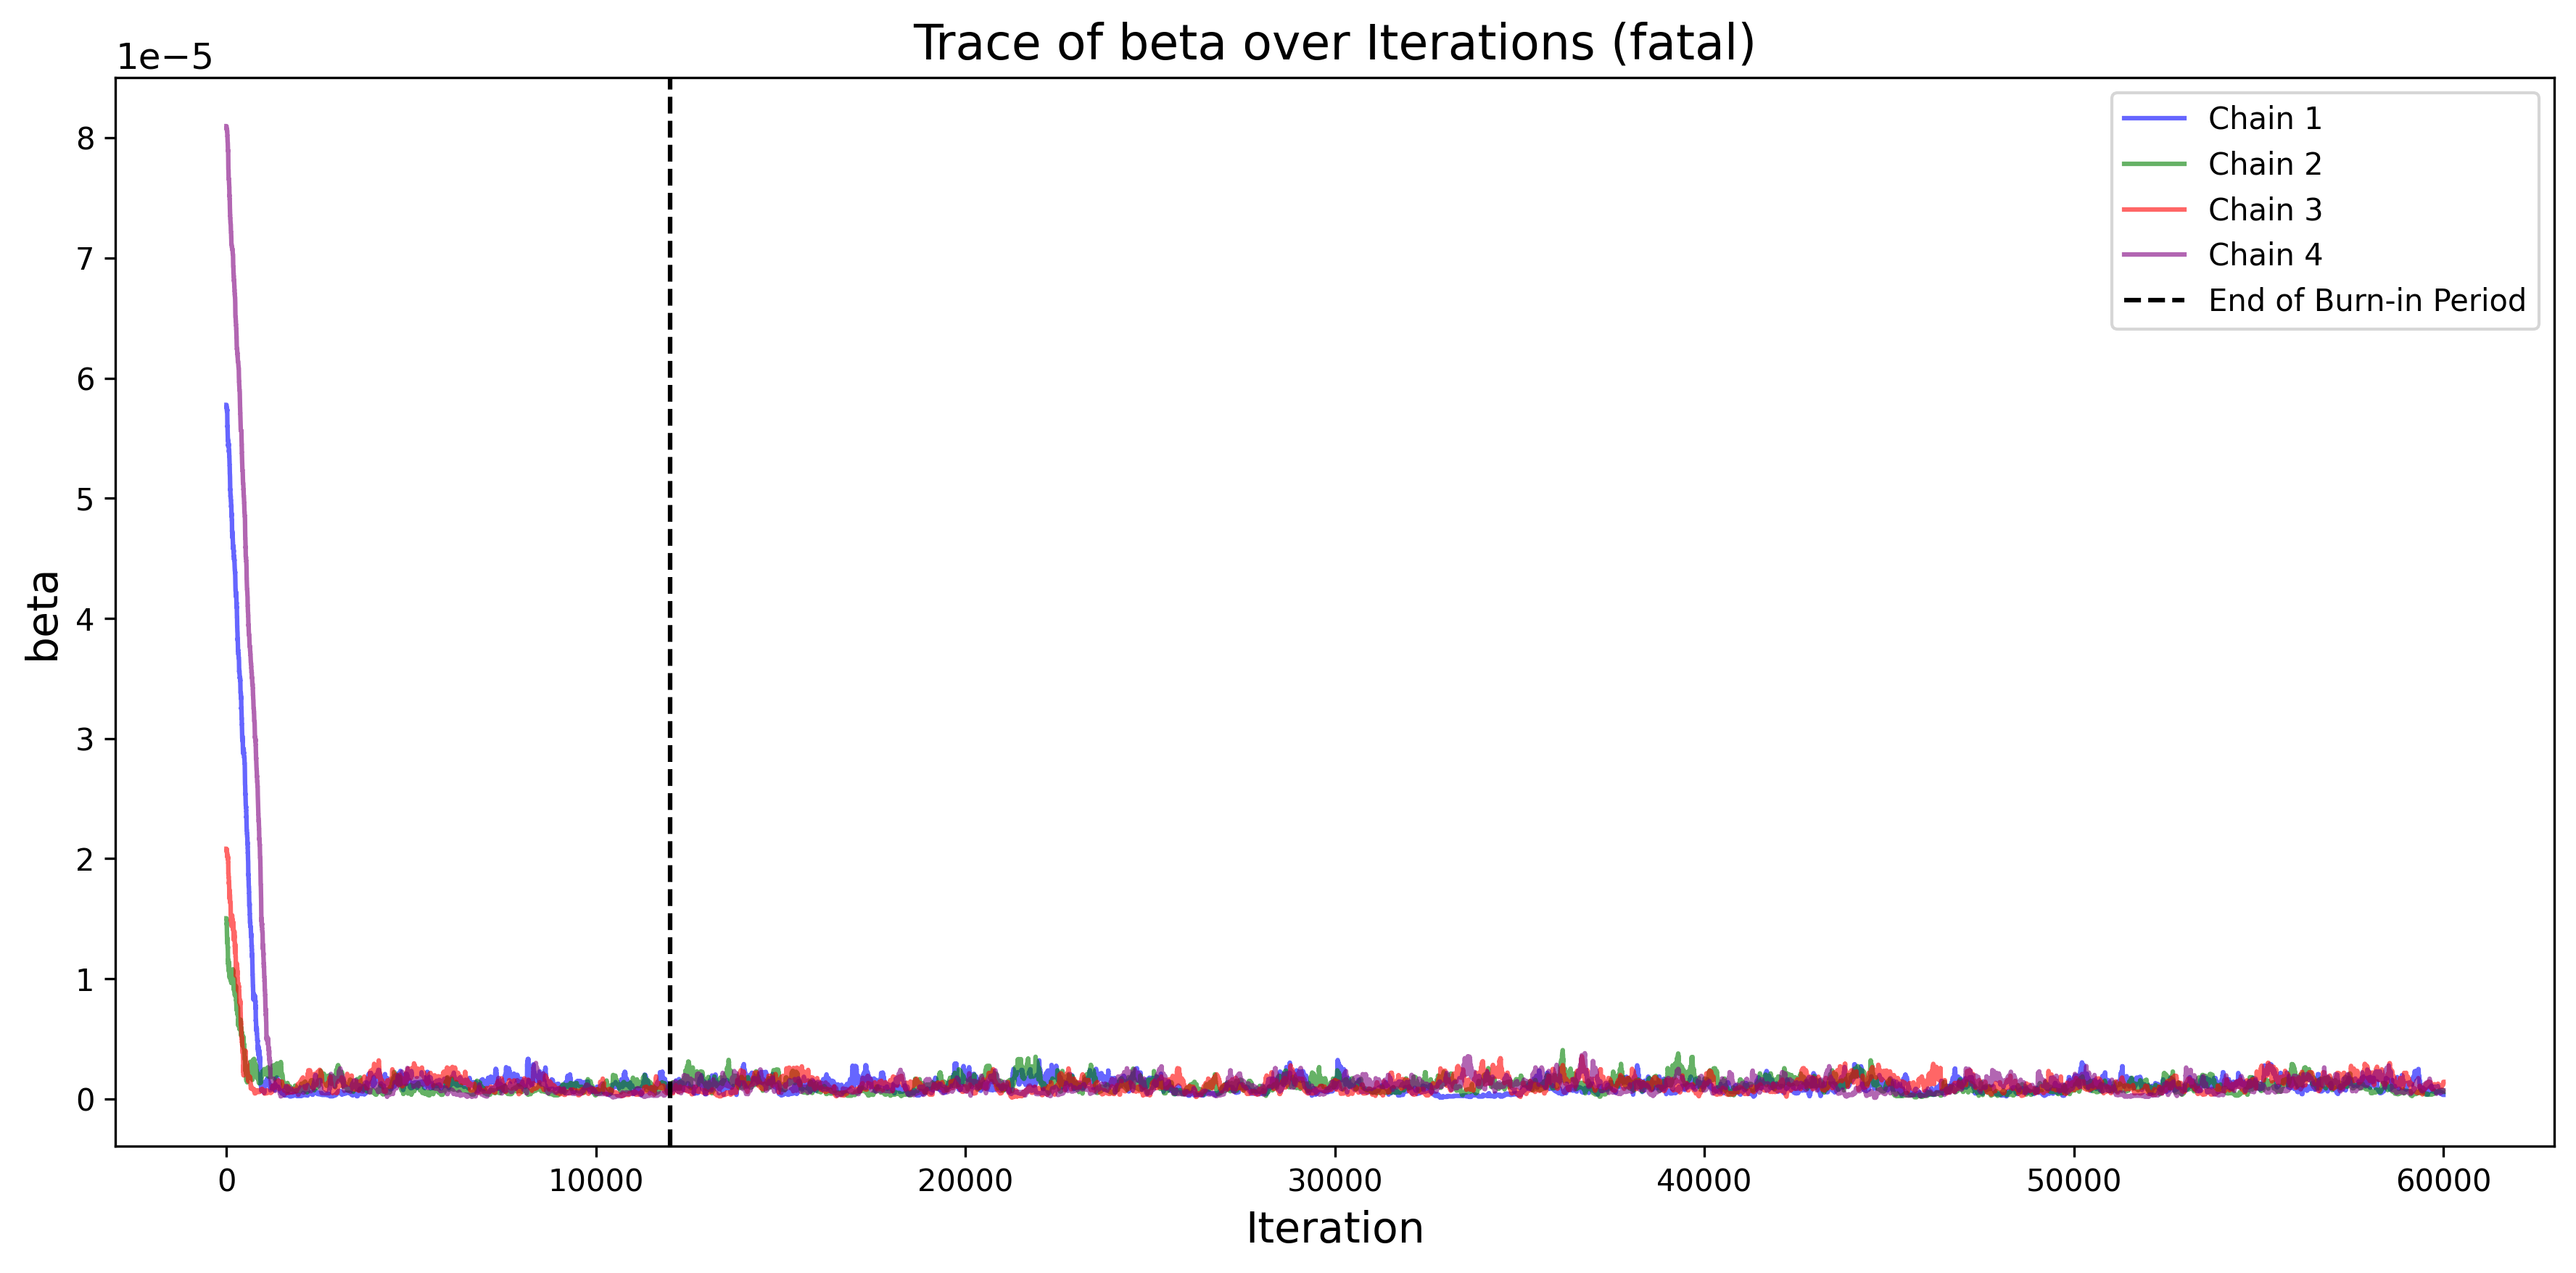 Trace of beta over Iterations (fatal)
1e−5
8
7
6
5
4
3
2
1
0
beta
0 10000 20000 30000 40000 50000 60000
Iteration
Chain 1
Chain 2
Chain 3
Chain 4
End of Burn-in Period